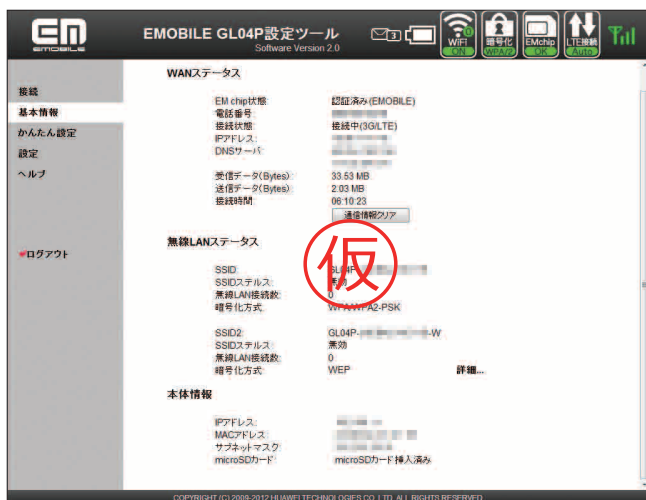 EM
EMOBILE
EMOBILE GL04P設定ツール
Software Version 2.0
3
WiFi
ON
暗号化
WPA/2
EMchip
OK
LTE接続
Auto
接続
基本情報
かんたん設定
設定
ヘルプ
ログアウト
WANステータス
EM chip状態: 認証済み(EMOBILE)
電話番号:
接続状態: 接続中(3G/LTE)
IPアドレス:
DNSサーバ:
受信データ(Bytes): 33.53 MB
送信データ(Bytes): 2.03 MB
接続時間: 06:10:23
通信情報クリア
無線LANステータス
仮
SSID: GL04P-
SSIDステルス: 無効
無線LAN接続数: 0
暗号化方式: WPA/WPA2-PSK
SSID2: GL04P- -W
SSIDステルス: 無効
無線LAN接続数: 0
暗号化方式: WEP 詳細...
本体情報
IPアドレス:
MACアドレス:
サブネットマスク:
microSDカード: microSDカード挿入済み
COPYRIGHT (C) 2009-2012 HUAWEI TECHNOLOGIES CO., LTD. ALL RIGHTS RESERVED